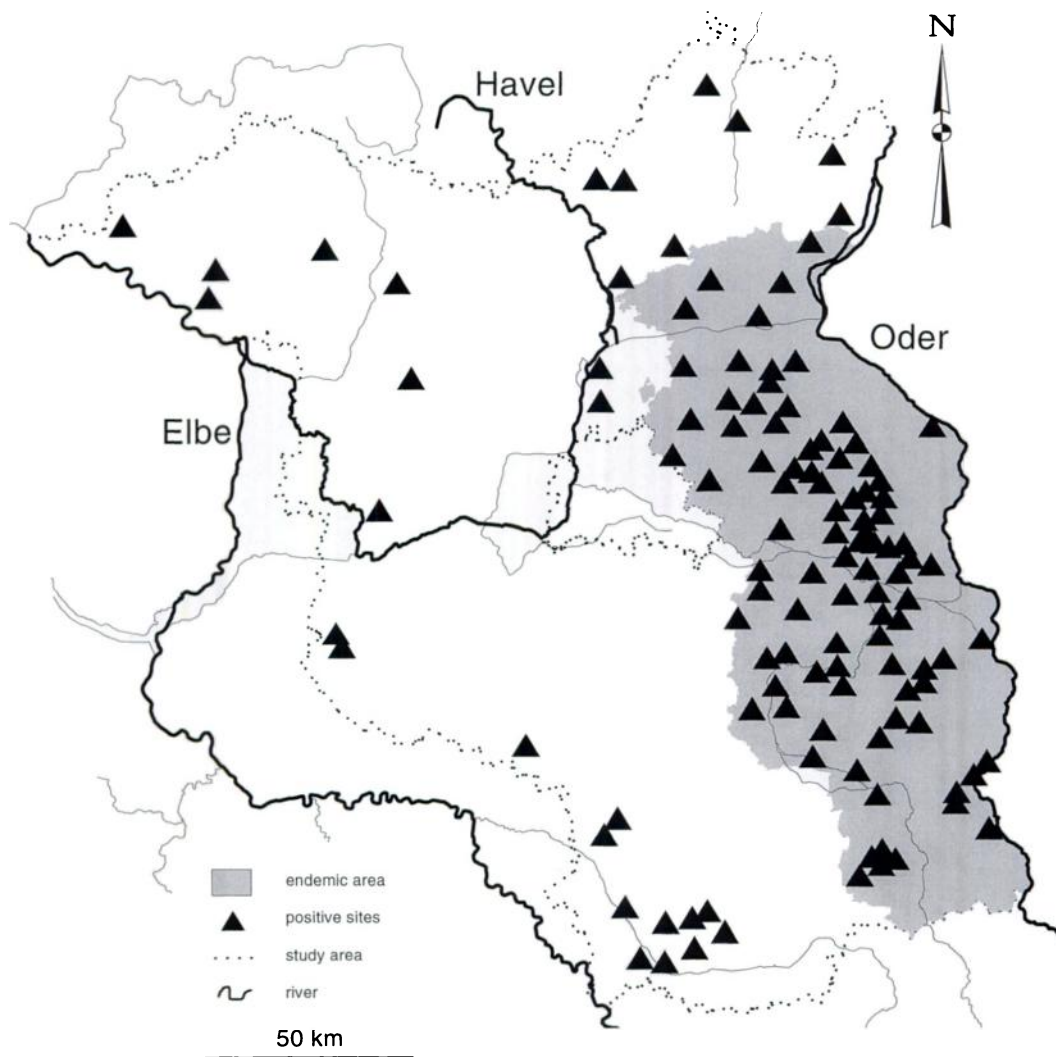 N
Havel
Oder
Elbe
endemic area
positive sites
study area
river
50 km